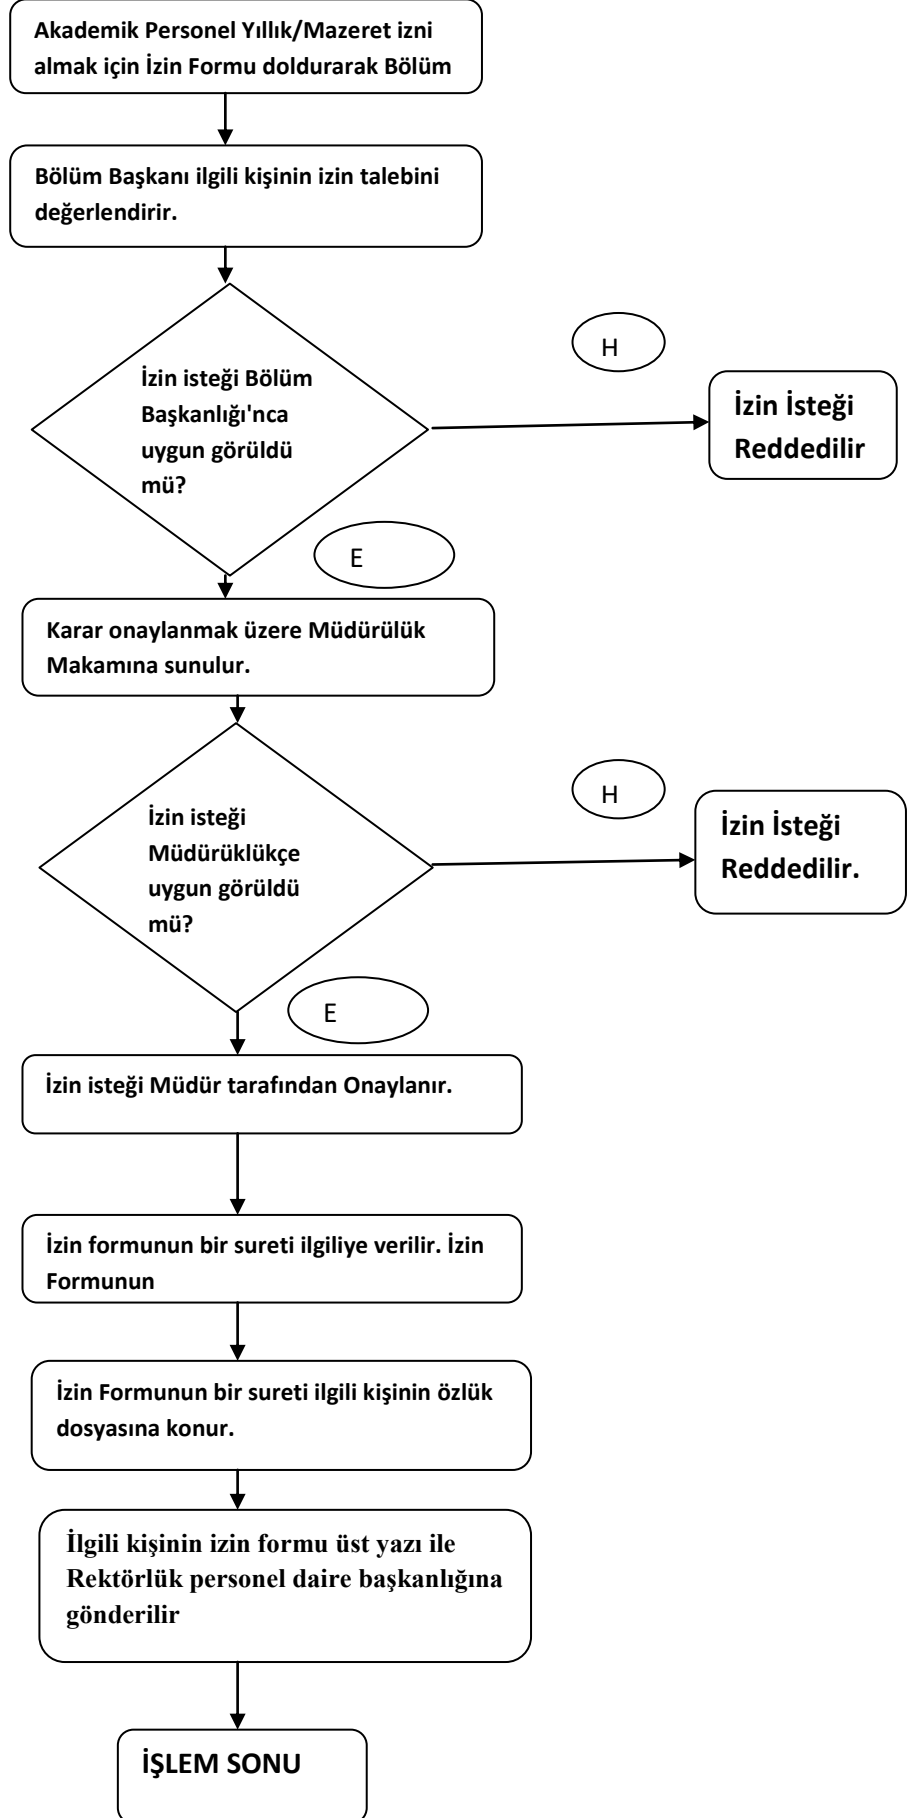 Akademik Personel Yıllık/Mazeret izni
almak için İzin Formu doldurarak Bölüm
Bölüm Başkanı ilgili kişinin izin talebini
değerlendirir.
İzin isteği Bölüm
Başkanlığı'nca
uygun görüldü
mü?
H
İzin İsteği
Reddedilir
E
Karar onaylanmak üzere Müdürülük
Makamına sunulur.
İzin isteği
Müdürüklükçe
uygun görüldü
mü?
H
İzin İsteği
Reddedilir.
E
İzin isteği Müdür tarafından Onaylanır.
İzin formunun bir sureti ilgiliye verilir. İzin
Formunun
İzin Formunun bir sureti ilgili kişinin özlük
dosyasına konur.
İlgili kişinin izin formu üst yazı ile
Rektörlük personel daire başkanlığına
gönderilir
İŞLEM SONU